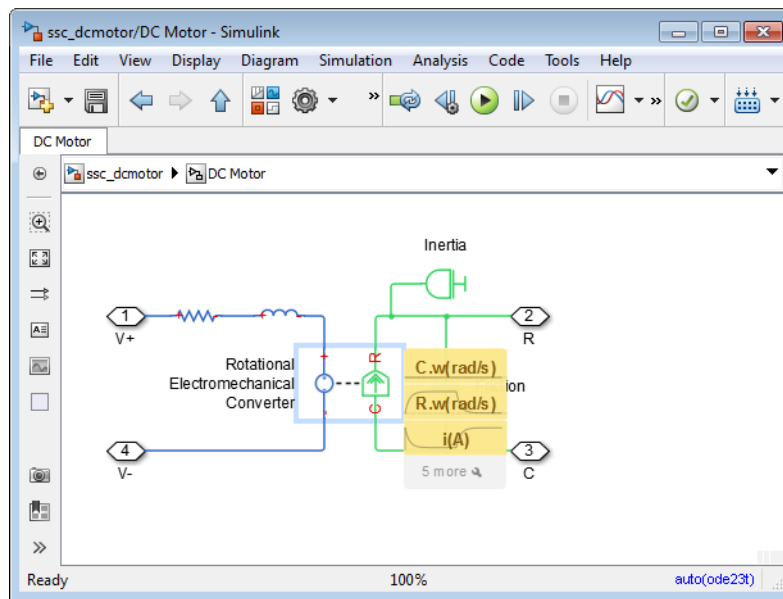 ssc_dcmotor/DC Motor - Simulink
File Edit View Display Diagram Simulation Analysis Code Tools Help
» »
DC Motor
ssc_dcmotor ▶ DC Motor
Inertia
1
V+
2
R
+
R
Rotational
Electromechanical
Converter
C
-
C.w(rad/s)
R.w(rad/s)
ion
i(A)
5 more
4
V-
3
C
»
Ready 100% auto(ode23t)